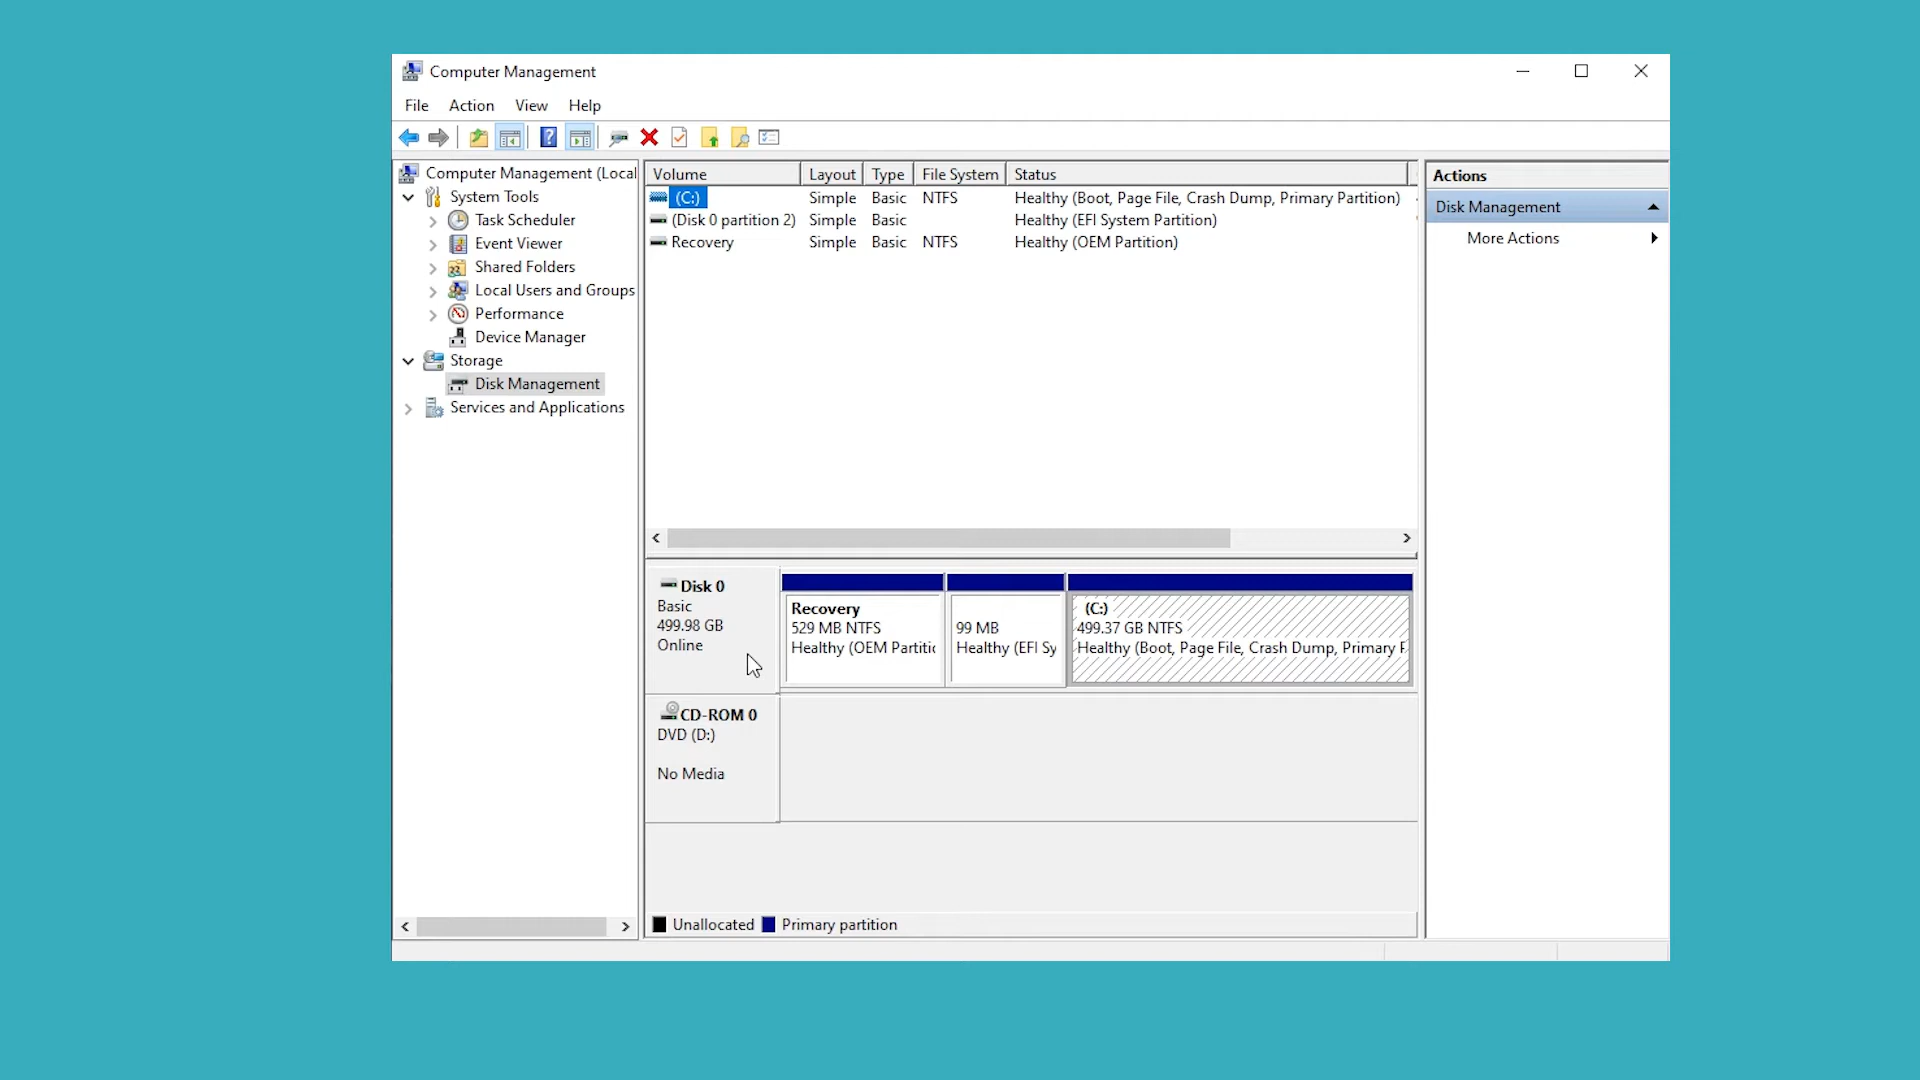 Computer Management
File Action View Help
Computer Management (Local
System Tools
Task Scheduler
Event Viewer
Shared Folders
Local Users and Groups
Performance
Device Manager
Storage
Disk Management
Services and Applications
Volume Layout Type File System Status
(C:) Simple Basic NTFS Healthy (Boot, Page File, Crash Dump, Primary Partition)
(Disk 0 partition 2) Simple Basic Healthy (EFI System Partition)
Recovery Simple Basic NTFS Healthy (OEM Partition)
Disk 0
Basic
499.98 GB
Online
Recovery
529 MB NTFS
Healthy (OEM Partitic
99 MB
Healthy (EFI Sy
(C:)
499.37 GB NTFS
Healthy (Boot, Page File, Crash Dump, Primary P
CD-ROM 0
DVD (D:)
No Media
Unallocated Primary partition
Actions
Disk Management
More Actions